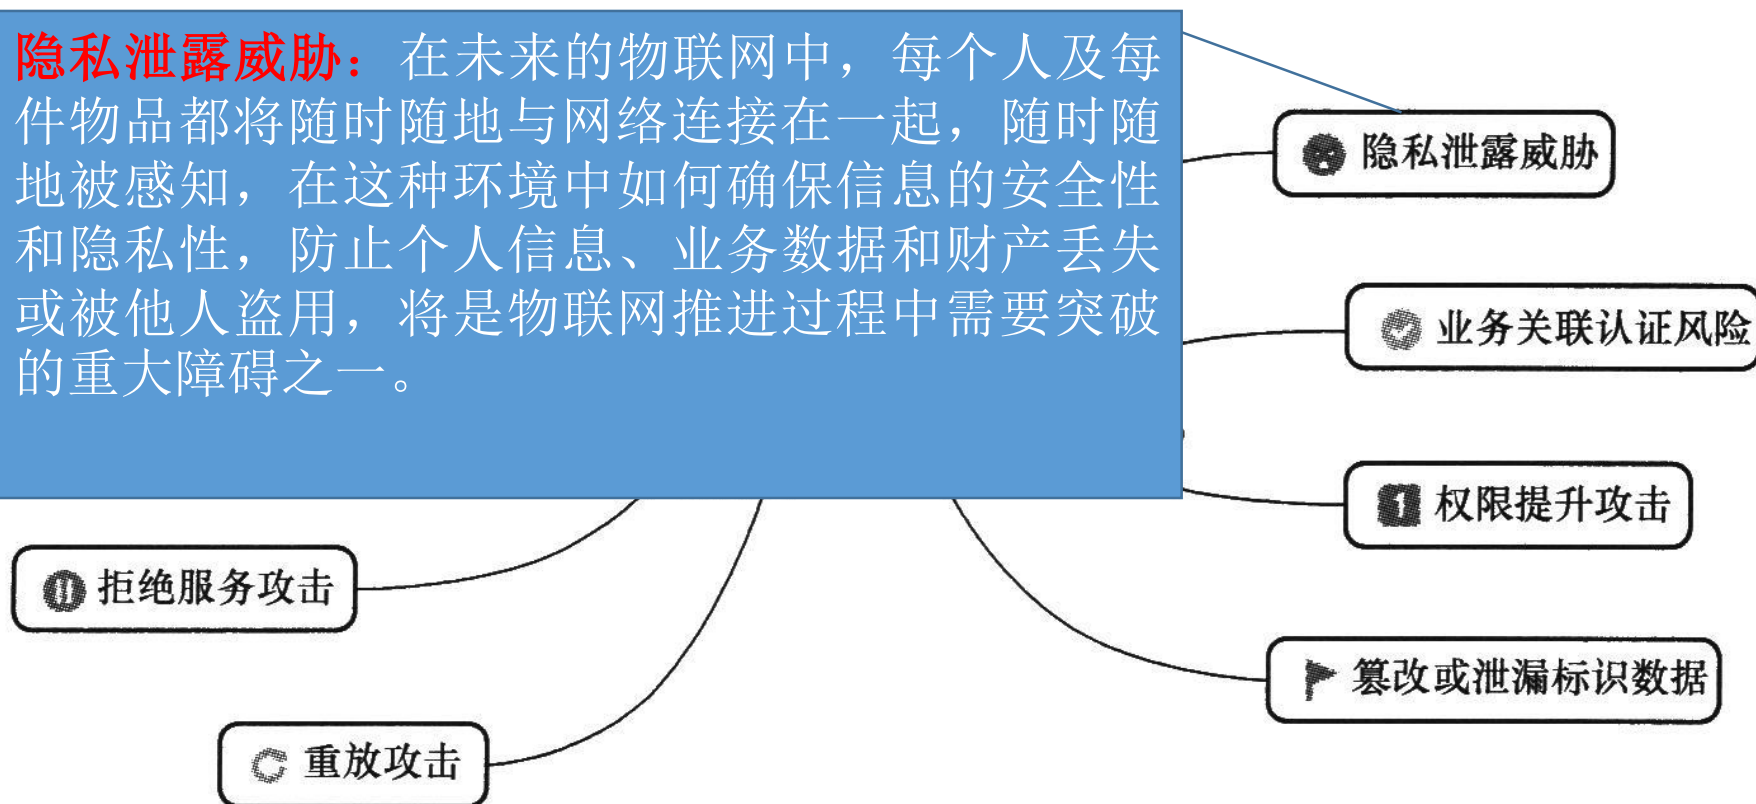 隐私泄露威胁：在未来的物联网中，每个人及每
件物品都将随时随地与网络连接在一起，随时随
地被感知，在这种环境中如何确保信息的安全性
和隐私性，防止个人信息、业务数据和财产丢失
或被他人盗用，将是物联网推进过程中需要突破
的重大障碍之一。
隐私泄露威胁
业务关联认证风险
权限提升攻击
拒绝服务攻击
篡改或泄漏标识数据
重放攻击